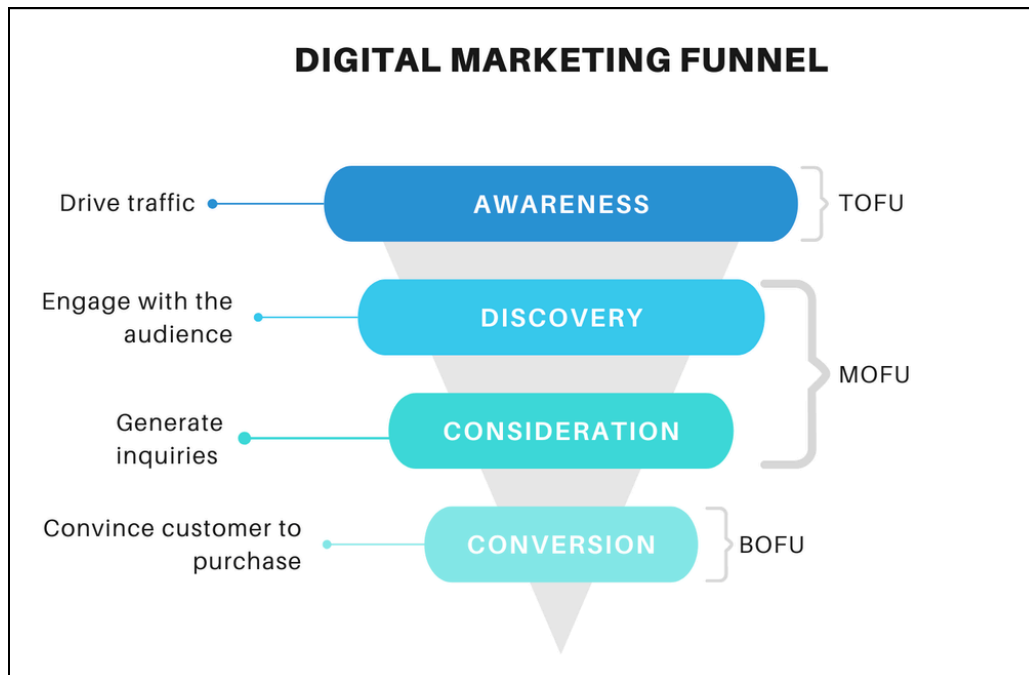 DIGITAL MARKETING FUNNEL
Drive traffic
AWARENESS
TOFU
Engage with the
audience
DISCOVERY
MOFU
Generate
inquiries
CONSIDERATION
Convince customer to
purchase
CONVERSION
BOFU